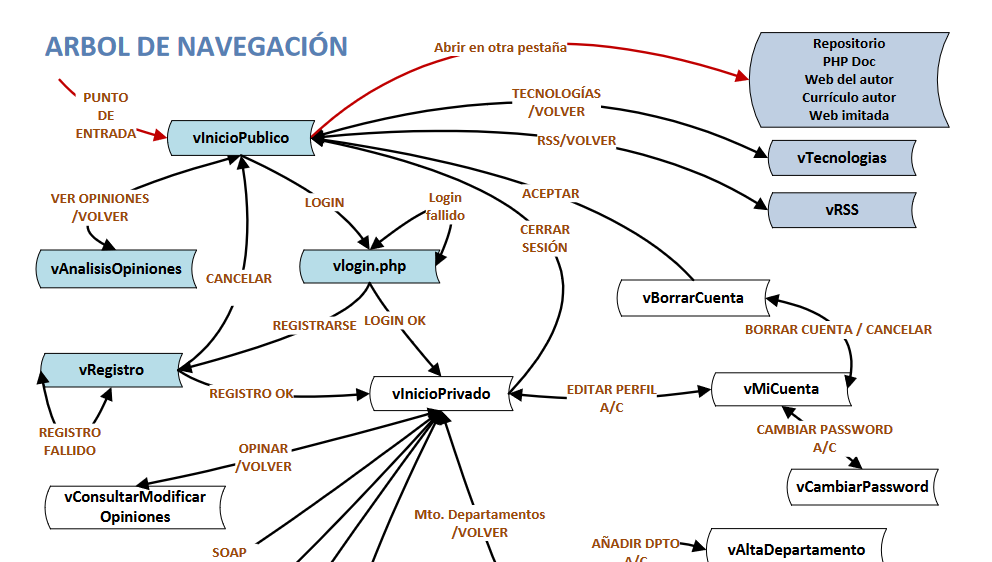 ARBOL DE NAVEGACIÓN
Abrir en otra pestaña
Repositorio
PHP Doc
Web del autor
Currículo autor
Web imitada
PUNTO
DE
ENTRADA
vInicioPublico
TECNOLOGÍAS
/VOLVER
RSS/VOLVER
vTecnologias
VER OPINIONES
/VOLVER
LOGIN
Login
fallido
ACEPTAR
vRSS
CERRAR
SESIÓN
vAnalisisOpiniones
CANCELAR
vlogin.php
vBorrarCuenta
REGISTRARSE
LOGIN OK
BORRAR CUENTA / CANCELAR
vRegistro
REGISTRO OK
vInicioPrivado
EDITAR PERFIL
A/C
vMiCuenta
REGISTRO
FALLIDO
CAMBIAR PASSWORD
A/C
OPINAR
/VOLVER
vCambiarPassword
vConsultarModificar
Opiniones
Mto. Departamentos
/VOLVER
SOAP
AÑADIR DPTO
A/C
vAltaDepartamento